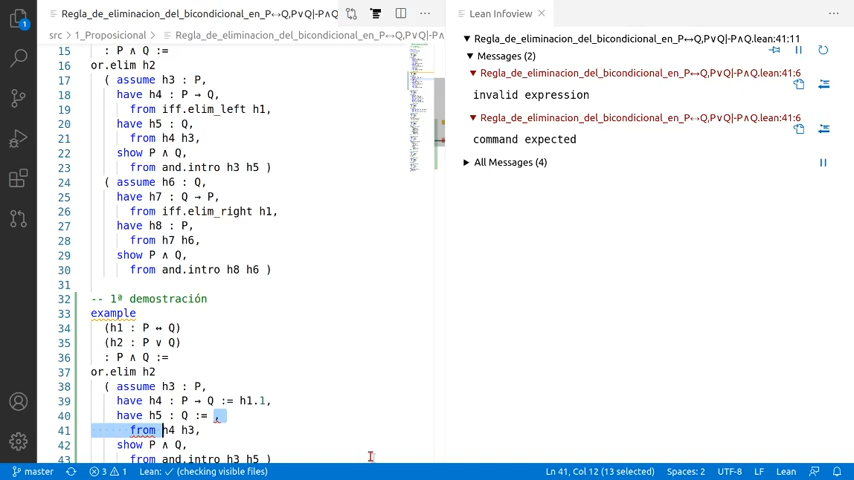 Regla_de_eliminacion_del_bicondicional_en_P↔Q,P∨Q|-P∧Q
Lean Infoview
src > 1_Proposicional > Regla_de_eliminacion_del_bicondicional_en_P↔Q,P∨Q|-P∧Q.lean
15 : P ∧ Q :=
16 or.elim h2
17 ( assume h3 : P,
18 have h4 : P → Q,
19 from iff.elim_left h1,
20 have h5 : Q,
21 from h4 h3,
22 show P ∧ Q,
23 from and.intro h3 h5 )
24 ( assume h6 : Q,
25 have h7 : Q → P,
26 from iff.elim_right h1,
27 have h8 : P,
28 from h7 h6,
29 show P ∧ Q,
30 from and.intro h8 h6 )
31
32 -- 1ª demostración
33 example
34 (h1 : P ↔ Q)
35 (h2 : P ∨ Q)
36 : P ∧ Q :=
37 or.elim h2
38 ( assume h3 : P,
39 have h4 : P → Q := h1.1,
40 have h5 : Q := ,
41 from h4 h3,
42 show P ∧ Q,
43 from and.intro h3 h5 )
Regla_de_eliminacion_del_bicondicional_en_P↔Q,P∨Q|-P∧Q.lean:41:11
Messages (2)
Regla_de_eliminacion_del_bicondicional_en_P↔Q,P∨Q|-P∧Q.lean:41:6
invalid expression
Regla_de_eliminacion_del_bicondicional_en_P↔Q,P∨Q|-P∧Q.lean:41:6
command expected
All Messages (4)
1
master 3 1 Lean: ✓ (checking visible files) Ln 41, Col 12 (13 selected) Spaces: 2 UTF-8 LF Lean